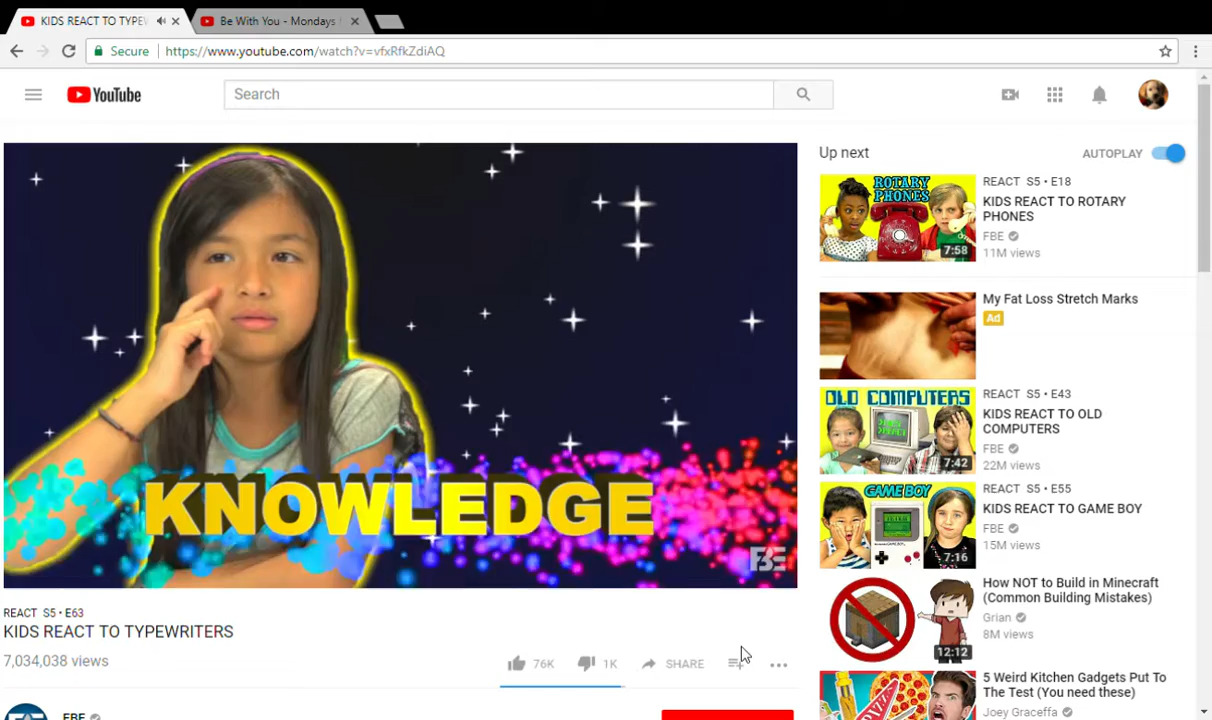 KIDS REACT TO TYPEW
Be With You - Mondays
Secure
https://www.youtube.com/watch?v=vfxRfkZdiAQ
YouTube
Search
KNOWLEDGE
FBE
REACT S5 • E63
KIDS REACT TO TYPEWRITERS
7,034,038 views
76K
1K
SHARE
FBE
Up next
AUTOPLAY
ROTARY
PHONES
7:58
REACT S5 • E18
KIDS REACT TO ROTARY
PHONES
FBE
11M views
My Fat Loss Stretch Marks
Ad
OLD COMPUTERS
7:42
REACT S5 • E43
KIDS REACT TO OLD
COMPUTERS
FBE
22M views
GAME BOY
7:16
REACT S5 • E55
KIDS REACT TO GAME BOY
FBE
15M views
12:12
How NOT to Build in Minecraft
(Common Building Mistakes)
Grian
8M views
5 Weird Kitchen Gadgets Put To
The Test (You need these)
Joey Graceffa